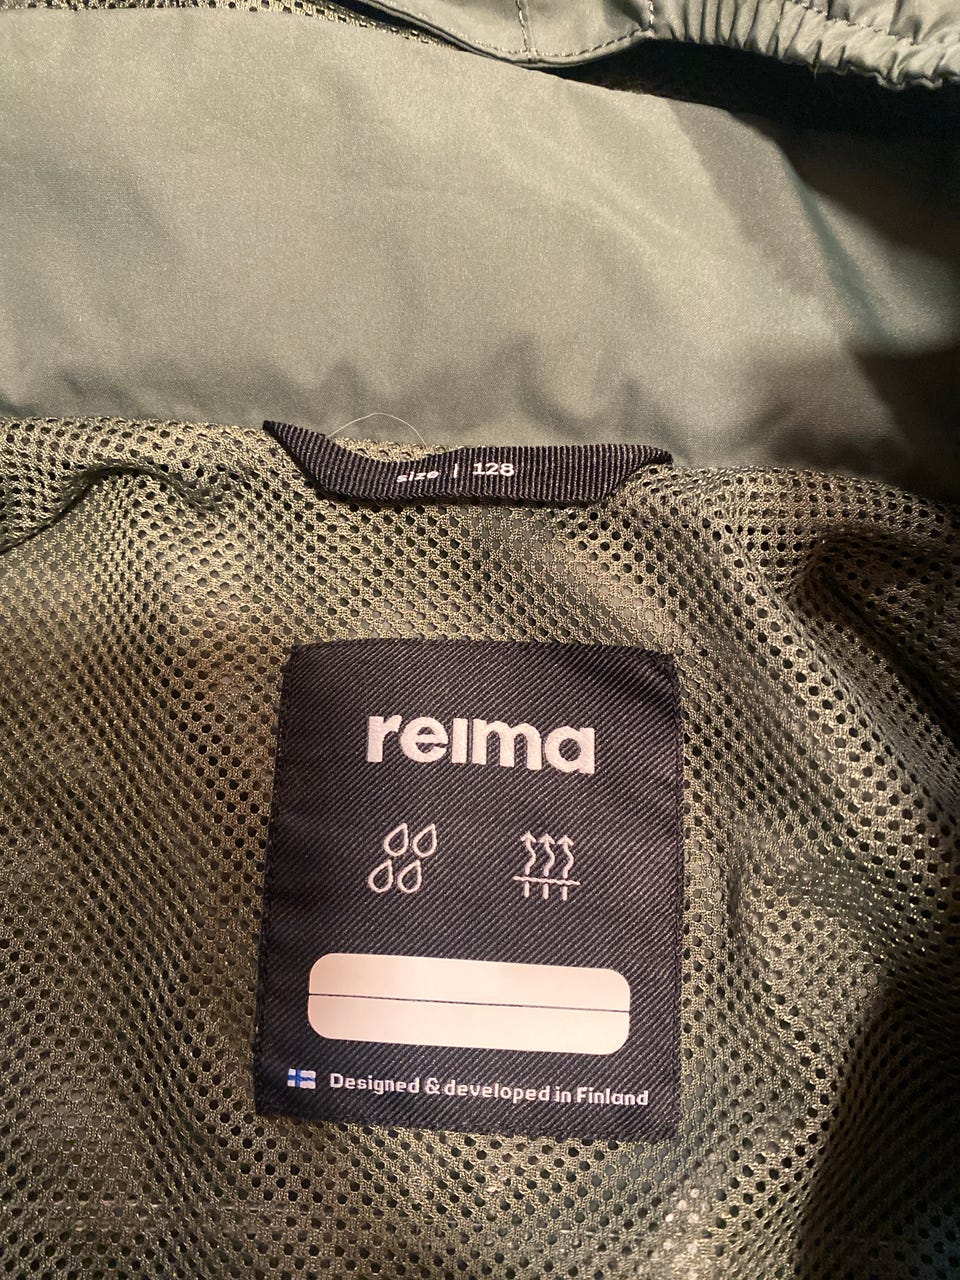 size | 128
reima
Designed & developed in Finland